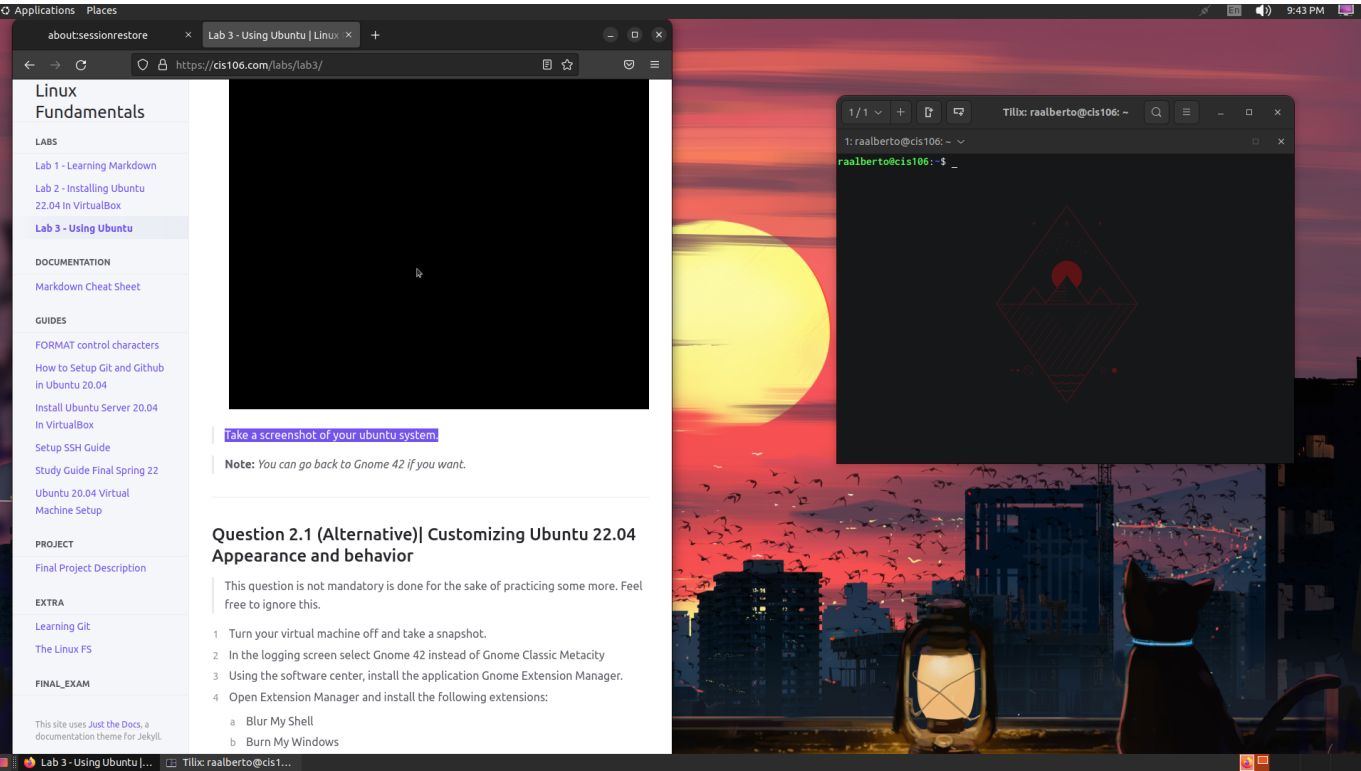 Applications Places
En
9:43 PM
about:sessionrestore
Lab 3 - Using Ubuntu | Linux
https://cis106.com/labs/lab3/
Linux
Fundamentals
LABS
Lab 1 - Learning Markdown
Lab 2 - Installing Ubuntu
22.04 In VirtualBox
Lab 3 - Using Ubuntu
DOCUMENTATION
Markdown Cheat Sheet
GUIDES
FORMAT control characters
How to Setup Git and Github
in Ubuntu 20.04
Install Ubuntu Server 20.04
In VirtualBox
Setup SSH Guide
Study Guide Final Spring 22
Ubuntu 20.04 Virtual
Machine Setup
PROJECT
Final Project Description
EXTRA
Learning Git
The Linux FS
FINAL_EXAM
This site uses Just the Docs, a
documentation theme for Jekyll.
Take a screenshot of your ubuntu system.
Note: You can go back to Gnome 42 if you want.
Question 2.1 (Alternative)| Customizing Ubuntu 22.04
Appearance and behavior
This question is not mandatory is done for the sake of practicing some more. Feel
free to ignore this.
1 Turn your virtual machine off and take a snapshot.
2 In the logging screen select Gnome 42 instead of Gnome Classic Metacity
3 Using the software center, install the application Gnome Extension Manager.
4 Open Extension Manager and install the following extensions:
a Blur My Shell
b Burn My Windows
1 / 1
Tilix: raalberto@cis106: ~
1: raalberto@cis106: ~
raalberto@cis106:~$ _
Lab 3 - Using Ubuntu |...
Tilix: raalberto@cis1...